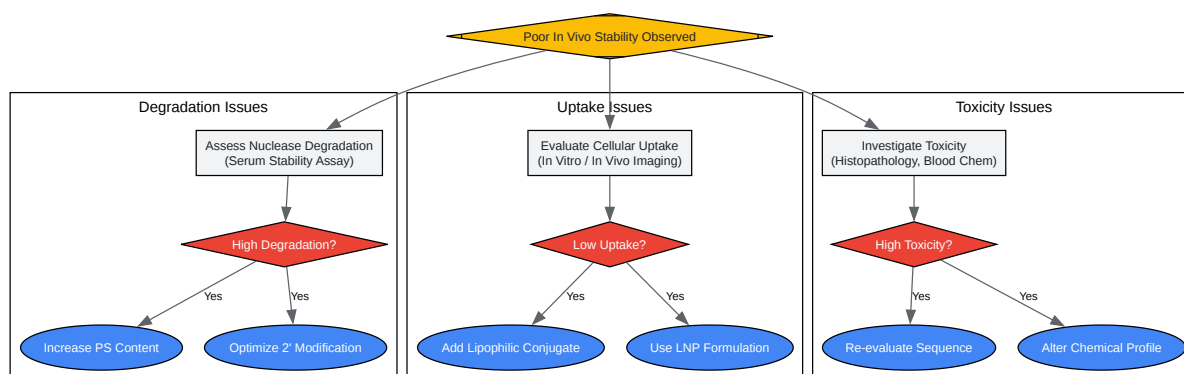 Poor In Vivo Stability Observed
Degradation Issues
Uptake Issues
Toxicity Issues
Assess Nuclease Degradation
(Serum Stability Assay)
Evaluate Cellular Uptake
(In Vitro / In Vivo Imaging)
Investigate Toxicity
(Histopathology, Blood Chem)
High Degradation?
Low Uptake?
High Toxicity?
Yes
Yes
Yes
Yes
Yes
Yes
Increase PS Content
Optimize 2' Modification
Add Lipophilic Conjugate
Use LNP Formulation
Re-evaluate Sequence
Alter Chemical Profile